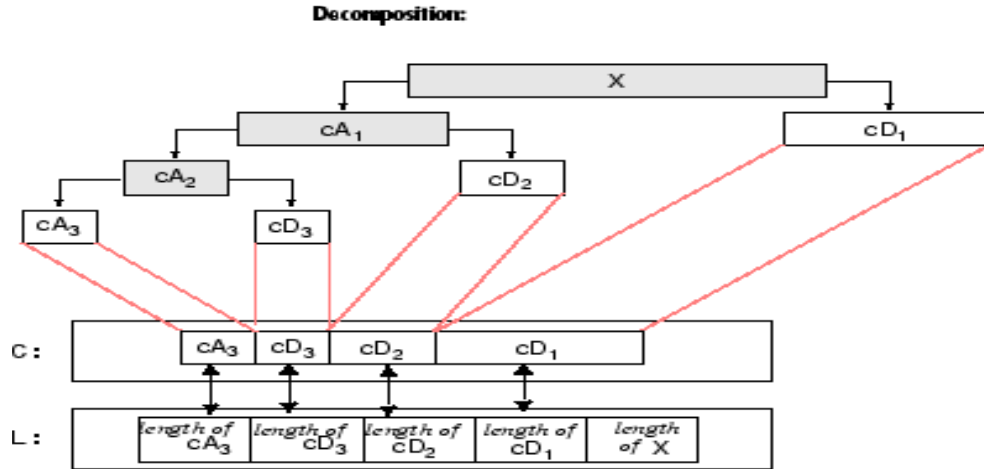 Decomposition:
X
cA₁ cD₁
cA₂ cD₂
cA₃ cD₃
C: cA₃ cD₃ cD₂ cD₁
L: length of cA₃ length of cD₃ length of cD₂ length of cD₁ length of X